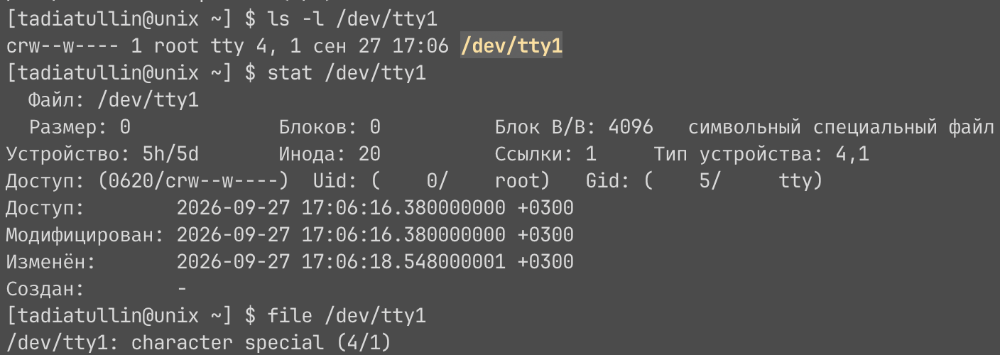 [tadiatullin@unix ~] $ ls -l /dev/tty1
crw--w---- 1 root tty 4, 1 сен 27 17:06 /dev/tty1
[tadiatullin@unix ~] $ stat /dev/tty1
  Файл: /dev/tty1
  Размер: 0             Блоков: 0          Блок В/В: 4096   символьный специальный файл
Устройство: 5h/5d       Инода: 20          Ссылки: 1     Тип устройства: 4,1
Доступ: (0620/crw--w----)  Uid: (    0/    root)   Gid: (    5/     tty)
Доступ:        2026-09-27 17:06:16.380000000 +0300
Модифицирован: 2026-09-27 17:06:16.380000000 +0300
Изменён:       2026-09-27 17:06:18.548000001 +0300
Создан:        -
[tadiatullin@unix ~] $ file /dev/tty1
/dev/tty1: character special (4/1)